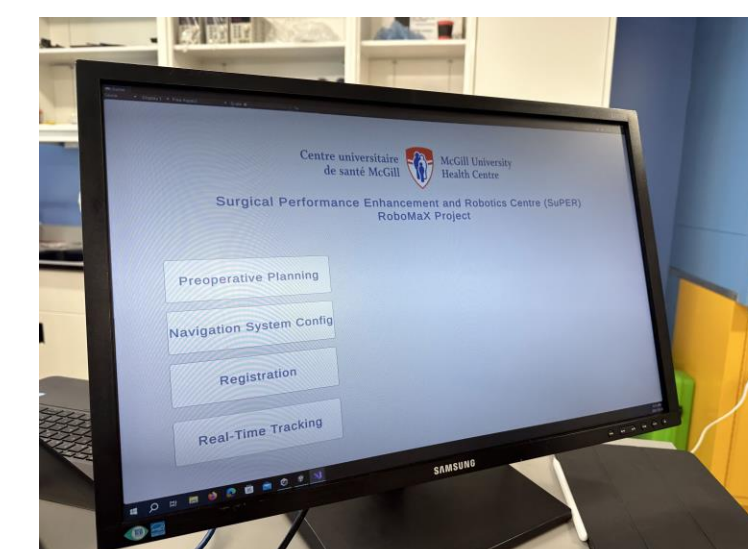 Centre universitaire
de santé McGill
McGill University
Health Centre
Surgical Performance Enhancement and Robotics Centre (SuPER)
RoboMaX Project
Preoperative Planning
Navigation System Config
Registration
Real-Time Tracking
SAMSUNG